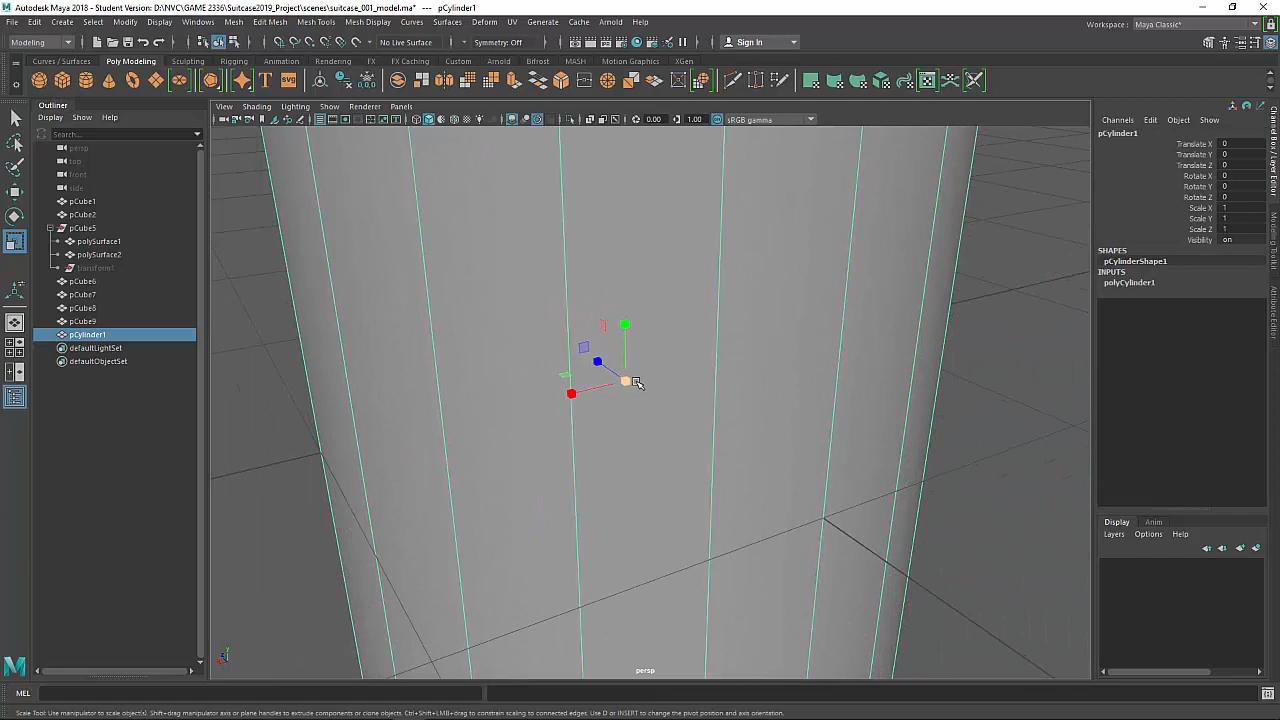 Autodesk Maya 2018 - Student Version: D:\NVC\GAME 2336\Suitcase2019_Project\scenes\suitcase_001_model.ma* --- pCylinder1
File Edit Create Select Modify Display Windows Mesh Edit Mesh Mesh Tools Mesh Display Curves Surfaces Deform UV Generate Cache Arnold Help
Workspace : Maya Classic*
Modeling No Live Surface Symmetry: Off Sign In
Curves / Surfaces Poly Modeling Sculpting Rigging Animation Rendering FX FX Caching Custom Arnold Bifrost MASH Motion Graphics XGen
Outliner
Display Show Help
Search...
persp
top
front
side
pCube1
pCube2
pCube5
polySurface1
polySurface2
transform1
pCube6
pCube7
pCube8
pCube9
pCylinder1
defaultLightSet
defaultObjectSet
View Shading Lighting Show Renderer Panels
0.00 1.00 sRGB gamma
persp
Channels Edit Object Show
pCylinder1
Translate X 0
Translate Y 0
Translate Z 0
Rotate X 0
Rotate Y 0
Rotate Z 0
Scale X 1
Scale Y 1
Scale Z 1
Visibility on
SHAPES
pCylinderShape1
INPUTS
polyCylinder1
Display Anim
Layers Options Help
Channel Box / Layer Editor
Modeling Toolkit
Attribute Editor
MEL
Scale Tool: Use manipulator to scale object(s). Shift+drag manipulator axis or plane handles to extrude components or clone objects. Ctrl+Shift+LMB+drag to constrain scaling to connected edges. Use D or INSERT to change the pivot position and axis orientation.